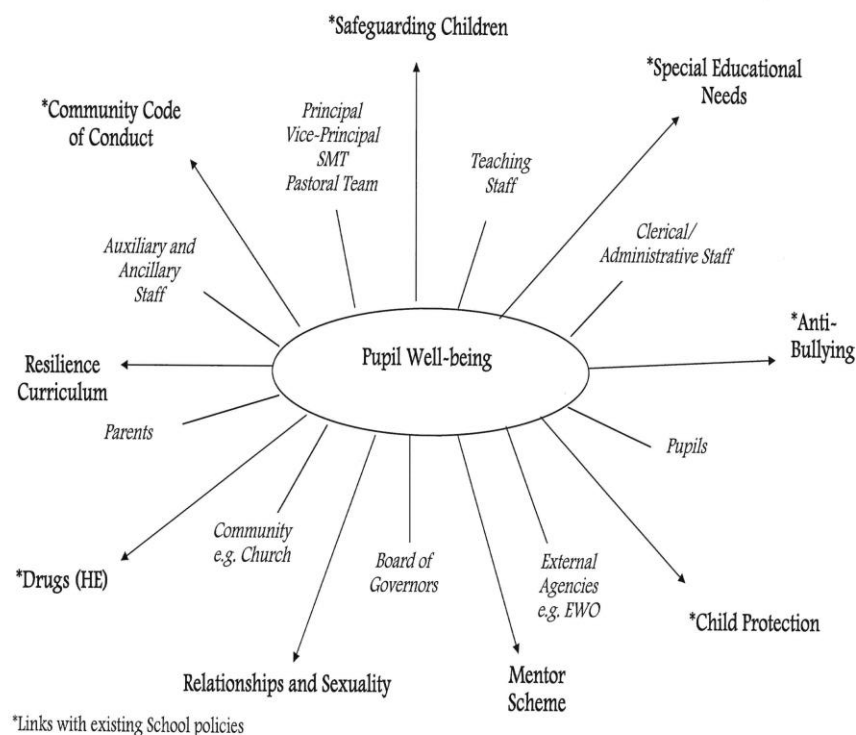 *Safeguarding Children
*Special Educational
Needs
*Community Code
of Conduct
Principal
Vice-Principal
SMT
Pastoral Team
Teaching
Staff
Clerical/
Administrative Staff
Auxiliary and
Ancillary
Staff
*Anti-
Bullying
Pupil Well-being
Resilience
Curriculum
Parents
Pupils
Community
e.g. Church
Board of
Governors
External
Agencies
e.g. EWO
*Drugs (HE)
*Child Protection
Relationships and Sexuality
Mentor
Scheme
*Links with existing School policies